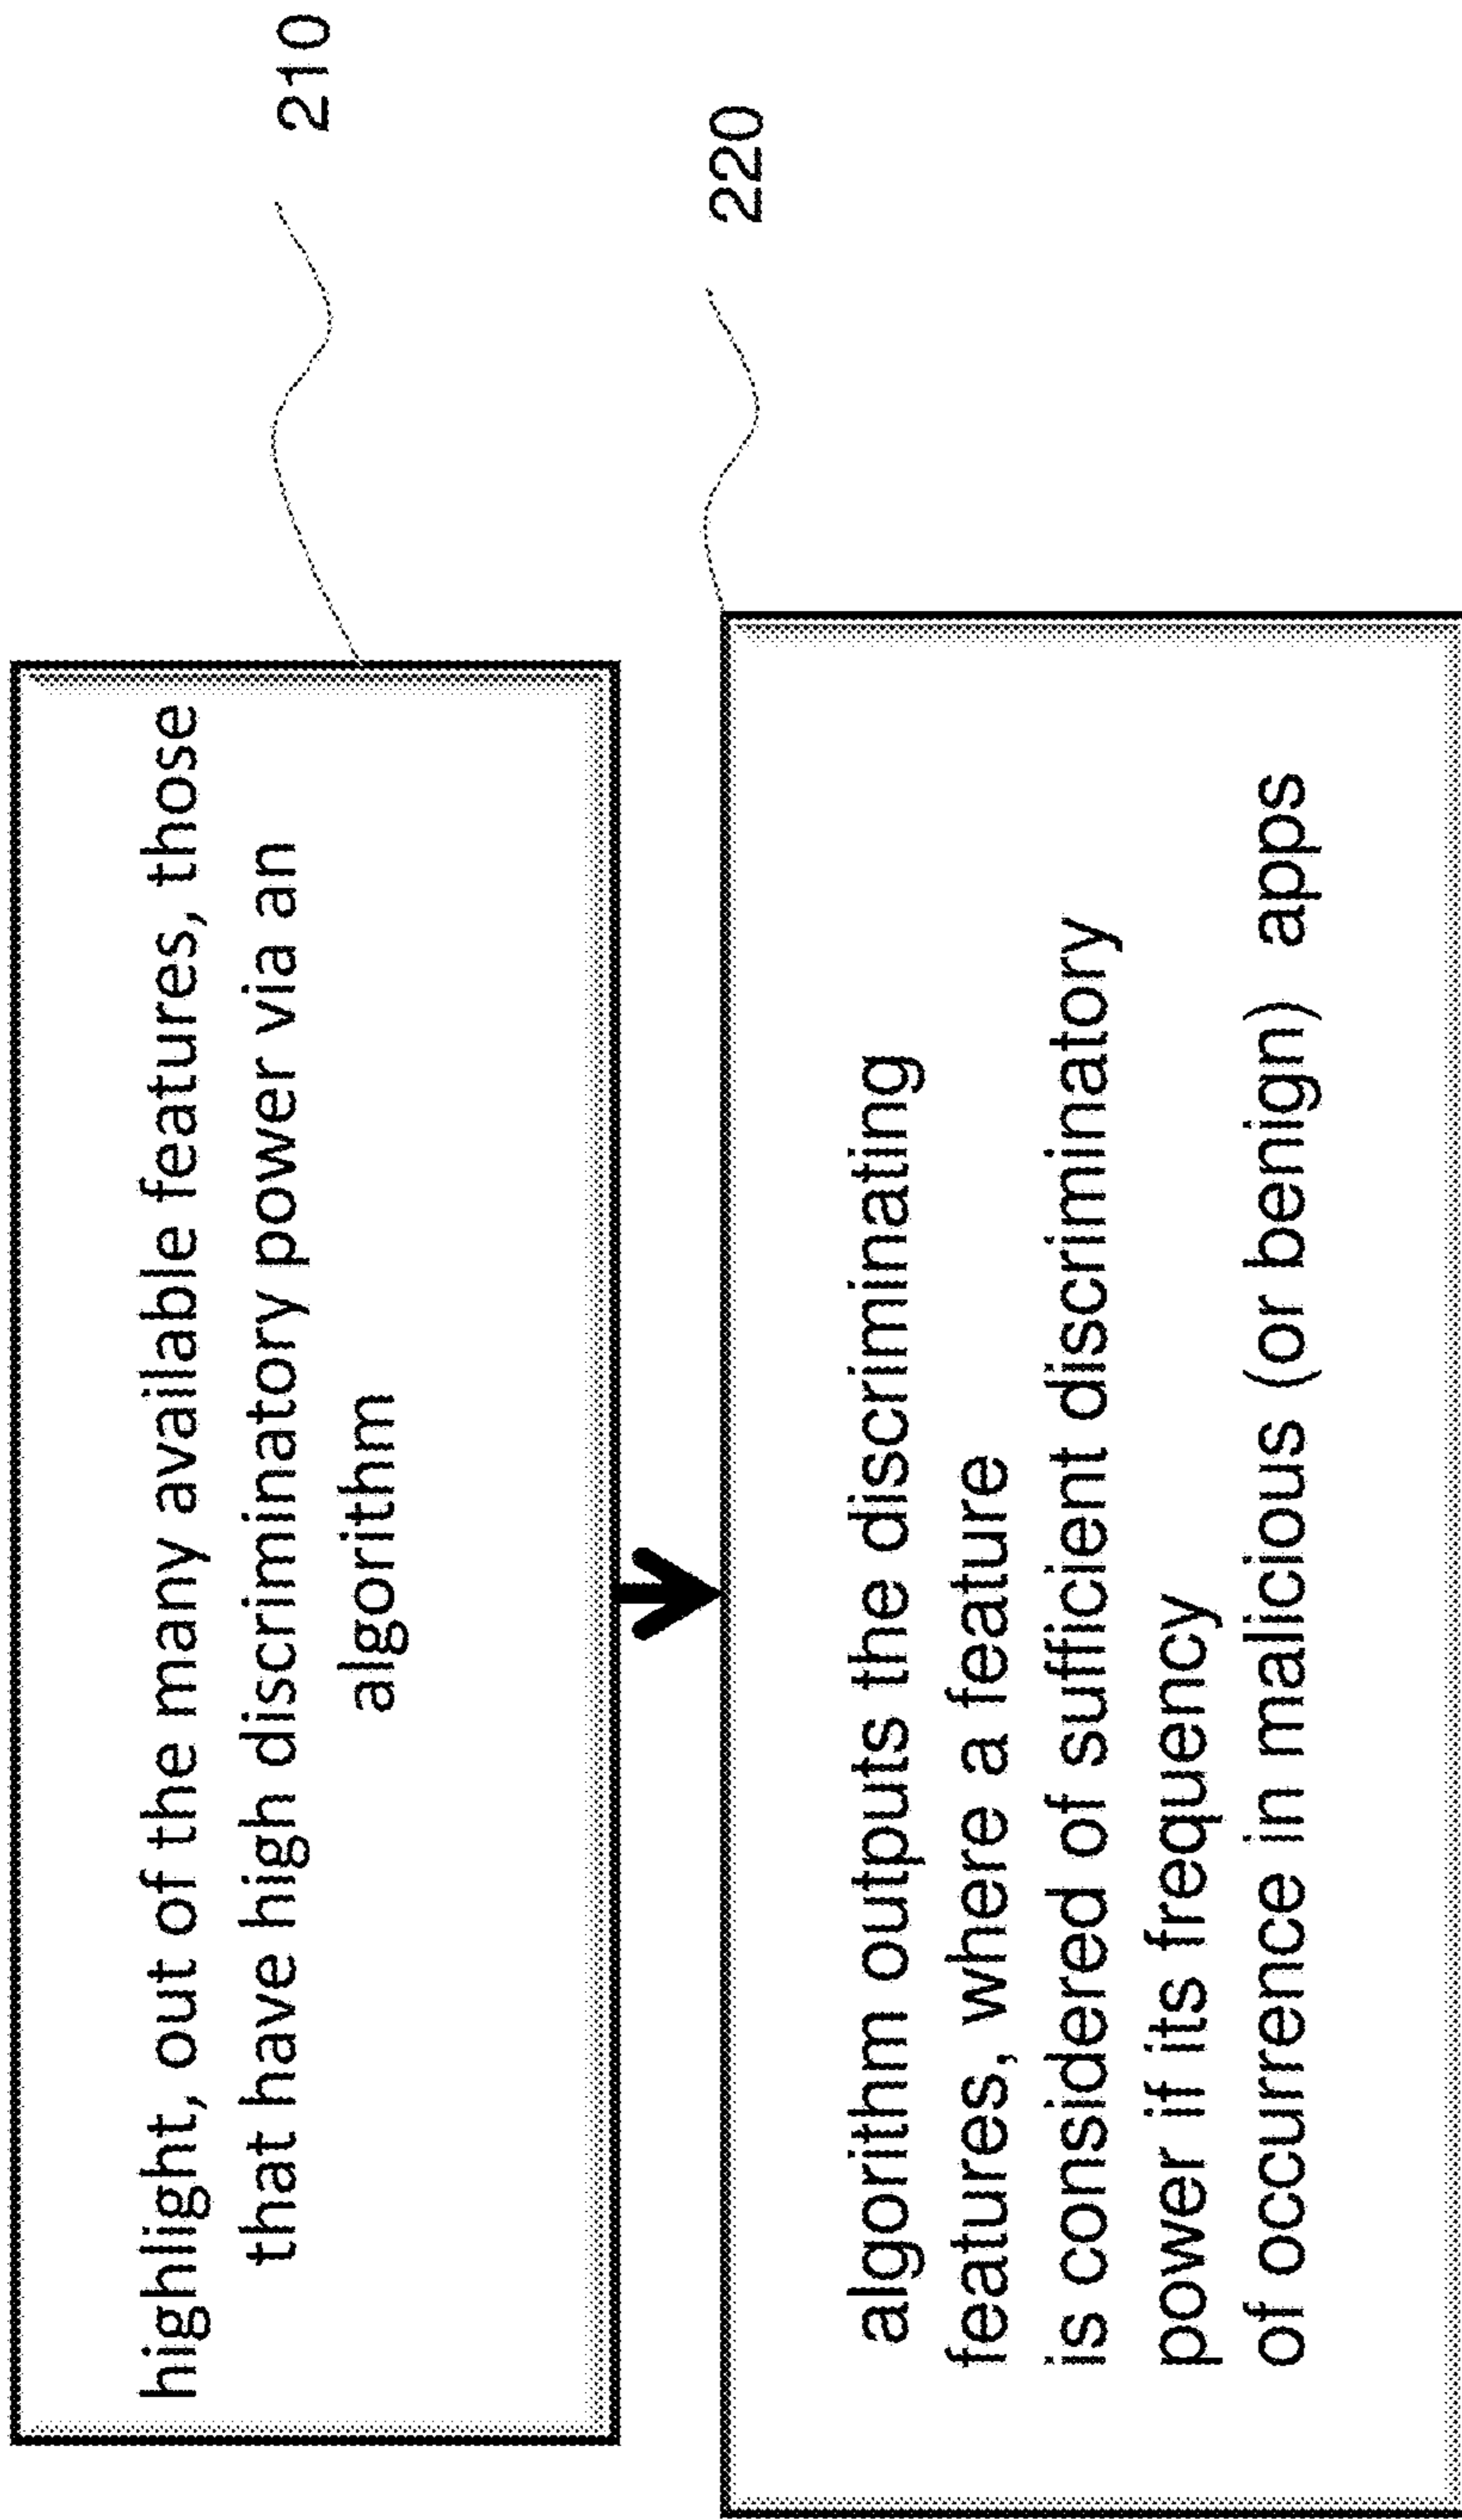 highlight, out of the many available features, those
that have high discriminatory power via an
algorithm
210
algorithm outputs the discriminating
features, where a feature
is considered of sufficient discriminatory
power if its frequency
of occurrence in malicious (or benign) apps
220